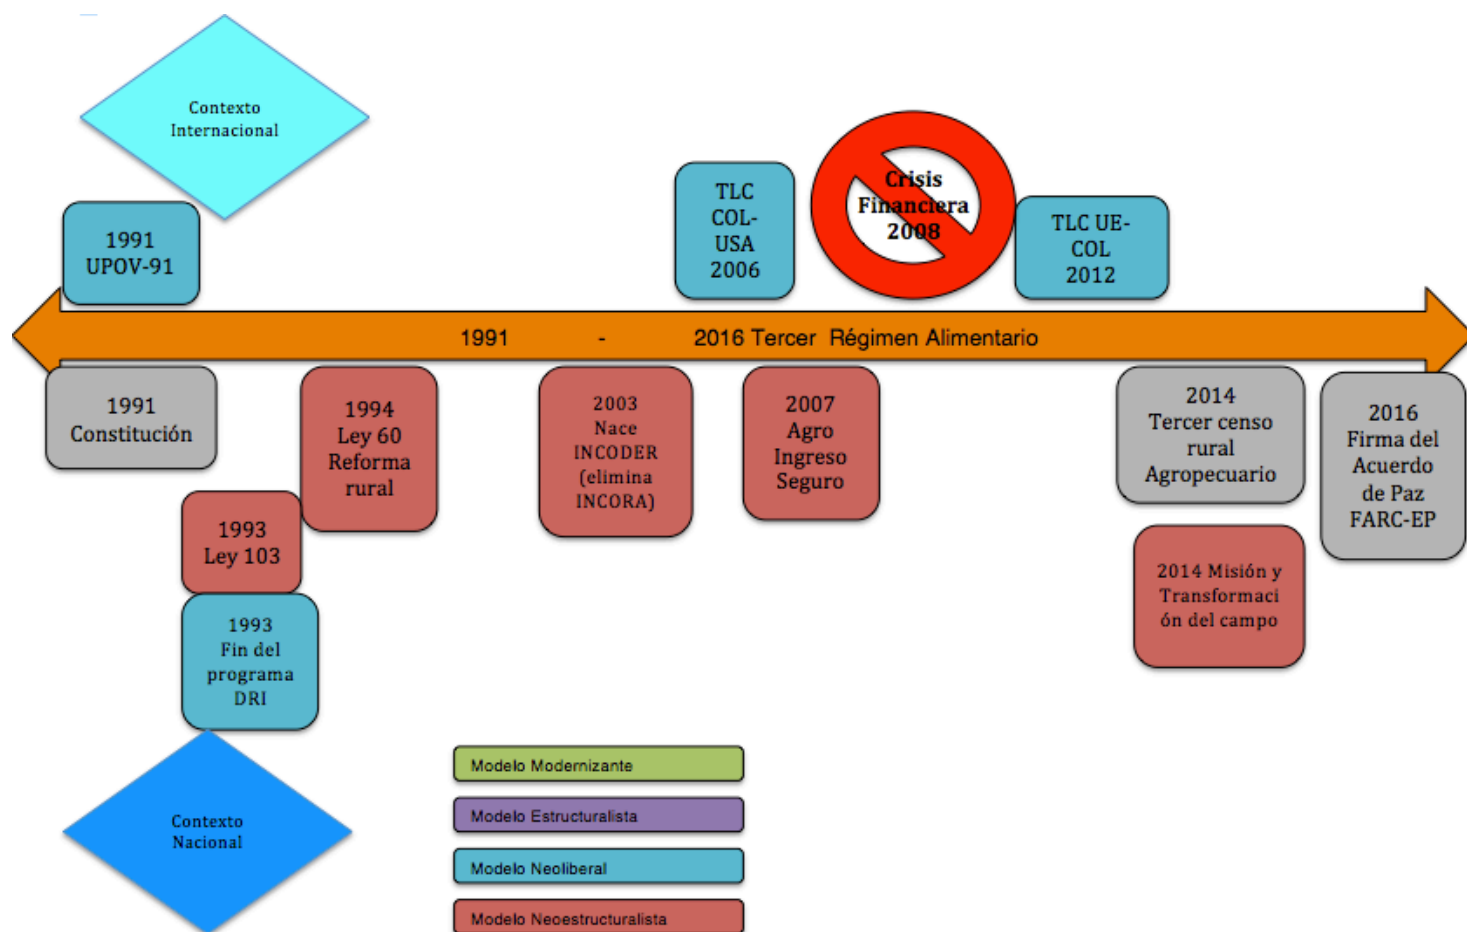 Contexto
Internacional
1991
UPOV-91
TLC
COL-
USA
2006
Crisis
Financiera
2008
TLC UE-
COL
2012
1991 - 2016 Tercer Régimen Alimentario
1991
Constitución
1993
Ley 103
1993
Fin del
programa
DRI
1994
Ley 60
Reforma
rural
2003
Nace
INCODER
(elimina
INCORA)
2007
Agro
Ingreso
Seguro
2014
Tercer censo
rural
Agropecuario
2014 Misión y
Transformaci
ón del campo
2016
Firma del
Acuerdo
de Paz
FARC-EP
Contexto
Nacional
Modelo Modernizante
Modelo Estructuralista
Modelo Neoliberal
Modelo Neoestructuralista